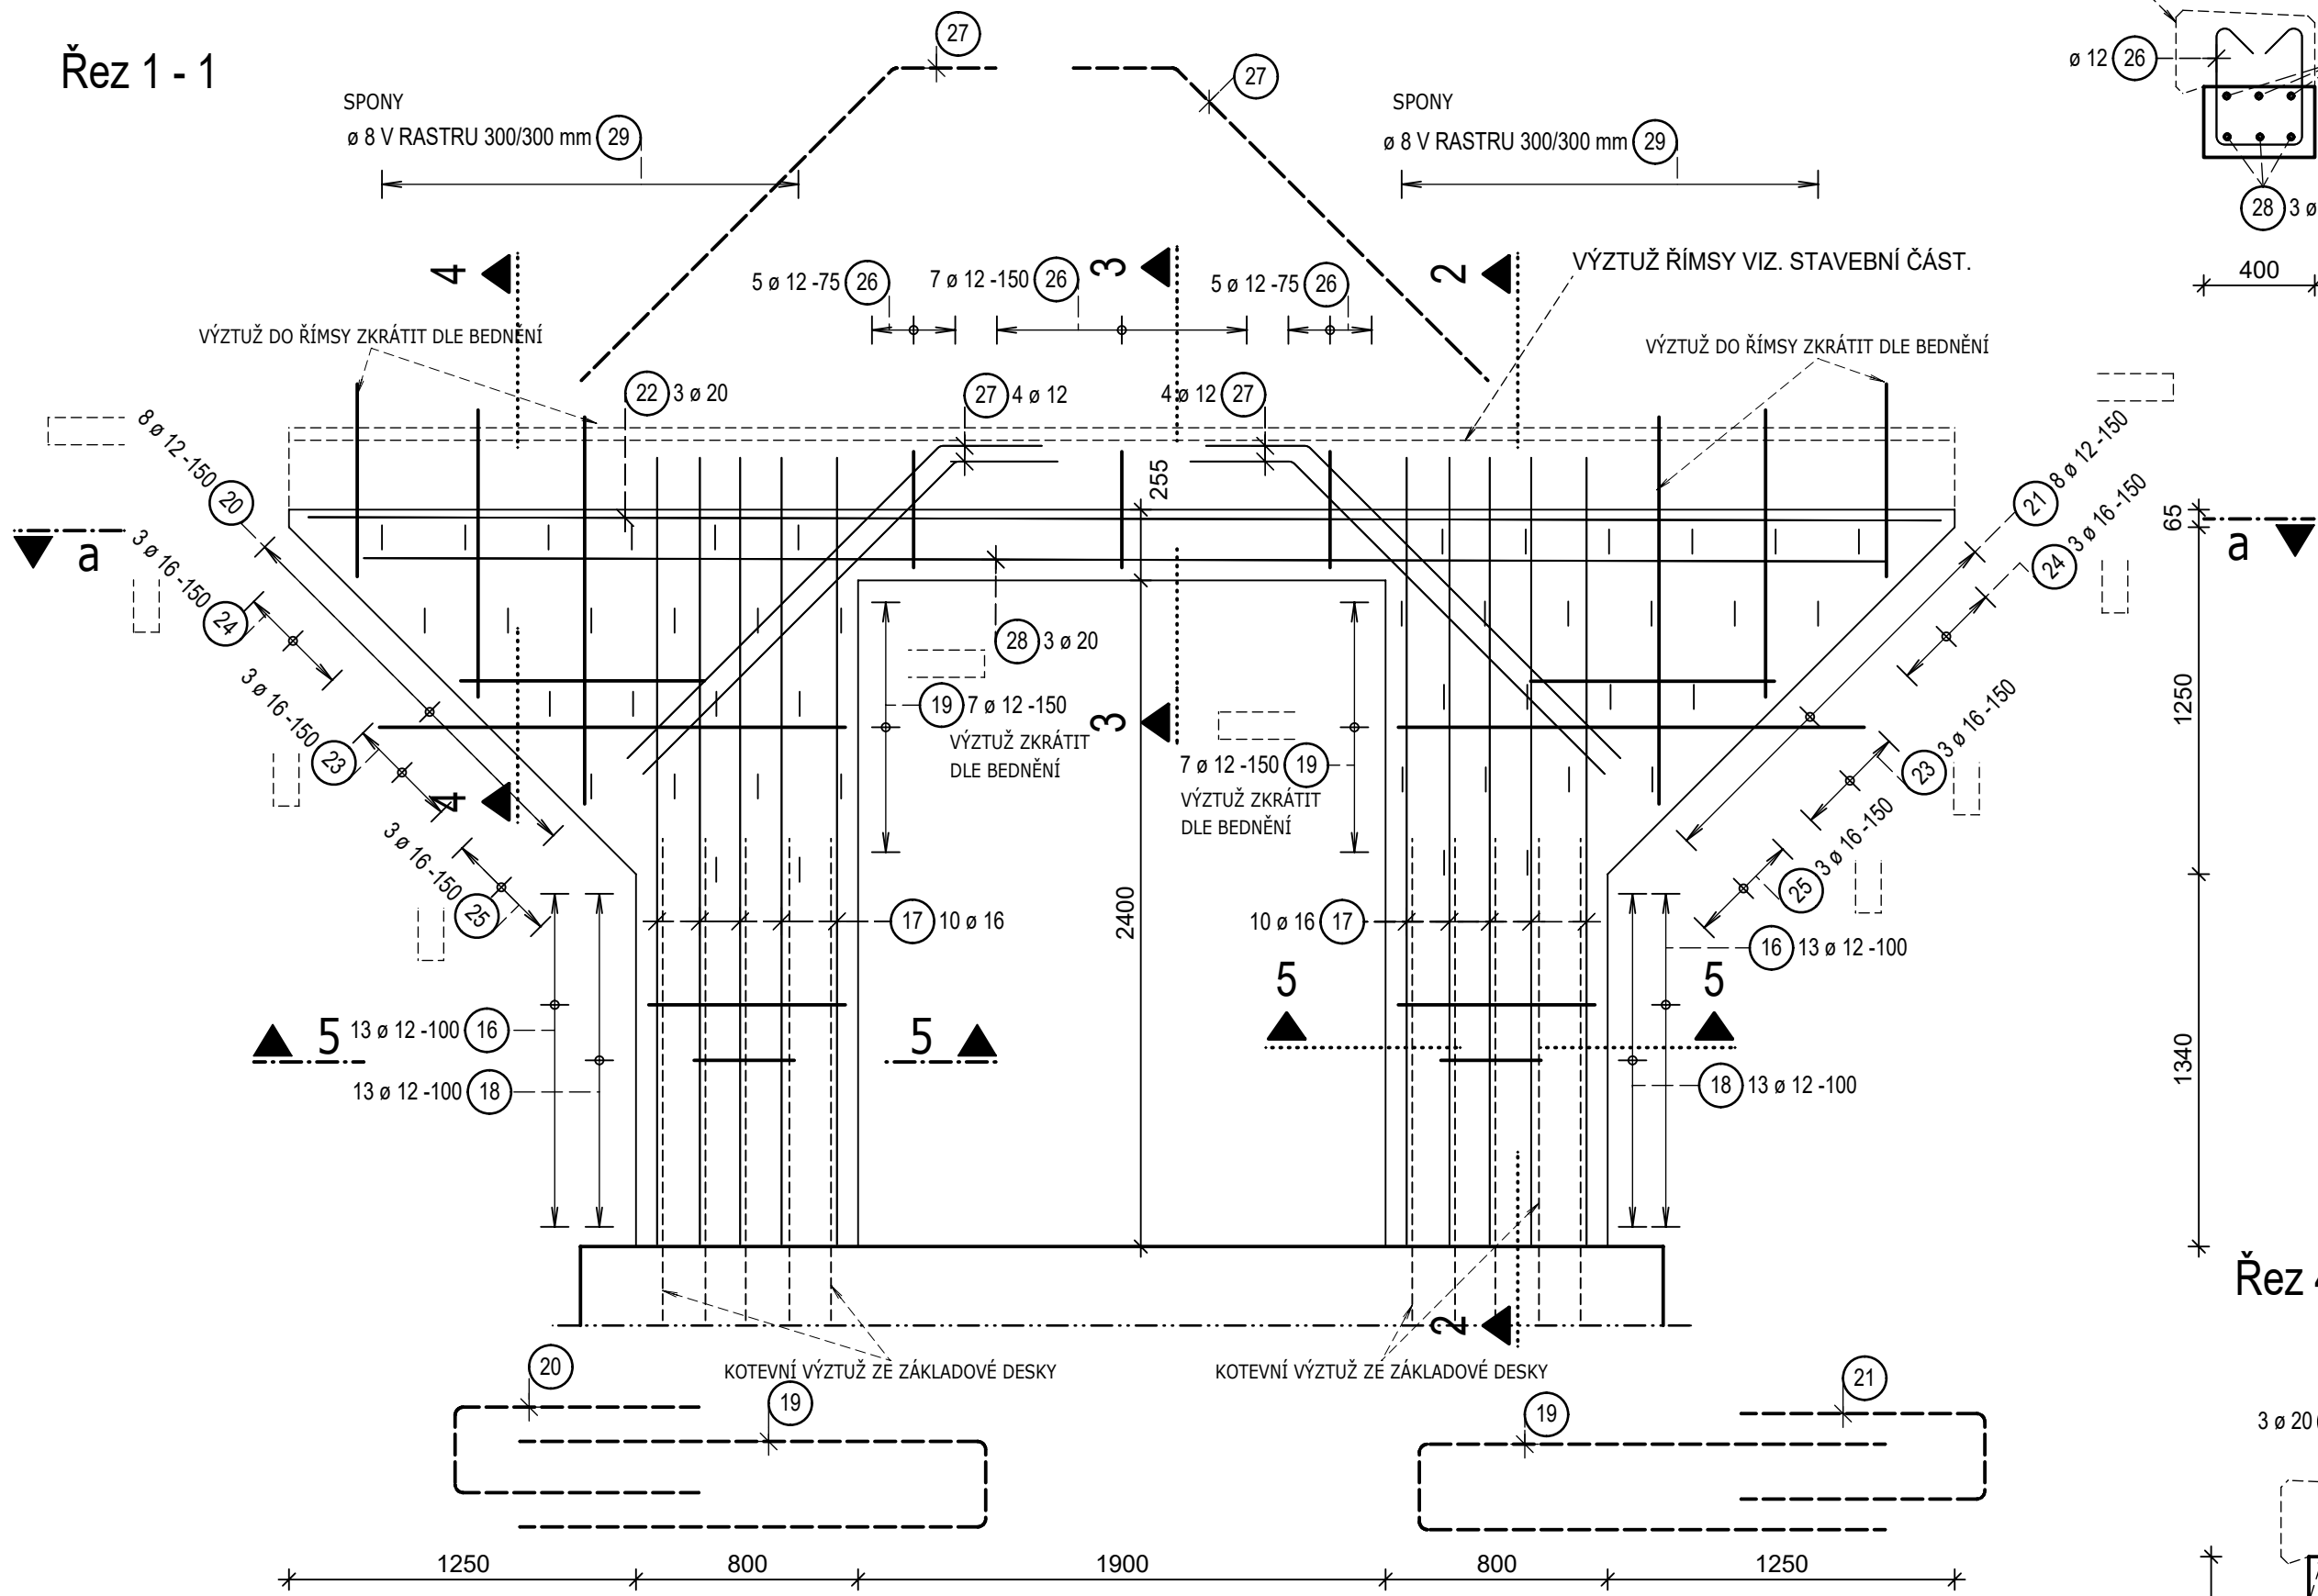 Řez 1 - 1
27
27
SPONY
ø 8 V RASTRU 300/300 mm 29
SPONY
ø 8 V RASTRU 300/300 mm 29
ø 12 26
28 3 ø
400
4
3
2
5 ø 12 -75 26
7 ø 12 -150 26
5 ø 12 -75 26
VÝZTUŽ ŘÍMSY VIZ. STAVEBNÍ ČÁST.
VÝZTUŽ DO ŘÍMSY ZKRÁTIT DLE BEDNĚNÍ
VÝZTUŽ DO ŘÍMSY ZKRÁTIT DLE BEDNĚNÍ
22 3 ø 20
27 4 ø 12
4 ø 12 27
8 ø 12 -150
20
21 8 ø 12 -150
255
65
a
a
3 ø 16 -150
24
24 3 ø 16 -150
28 3 ø 20
3 ø 16 -150
23
23 3 ø 16 -150
19 7 ø 12 -150
VÝZTUŽ ZKRÁTIT
DLE BEDNĚNÍ
3
7 ø 12 -150 19
VÝZTUŽ ZKRÁTIT
DLE BEDNĚNÍ
1250
4
3 ø 16 -150
25
25 3 ø 16 -150
2400
17 10 ø 16
10 ø 16 17
16 13 ø 12 -100
5
5
5
13 ø 12 -100 16
5
1340
13 ø 12 -100 18
18 13 ø 12 -100
Řez
2
KOTEVNÍ VÝZTUŽ ZE ZÁKLADOVÉ DESKY
KOTEVNÍ VÝZTUŽ ZE ZÁKLADOVÉ DESKY
20
19
19
21
3 ø 20
1250
800
1900
800
1250